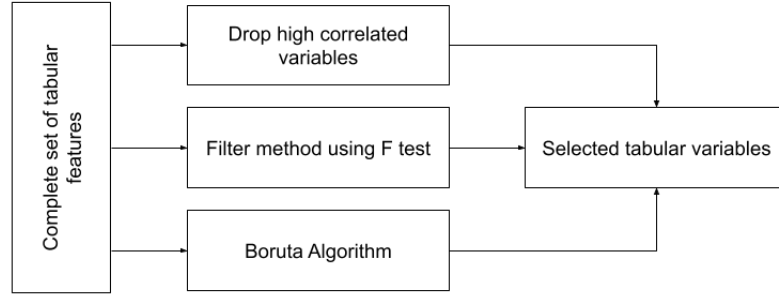 Complete set of tabular
features
Drop high correlated
variables
Filter method using F test
Boruta Algorithm
Selected tabular variables